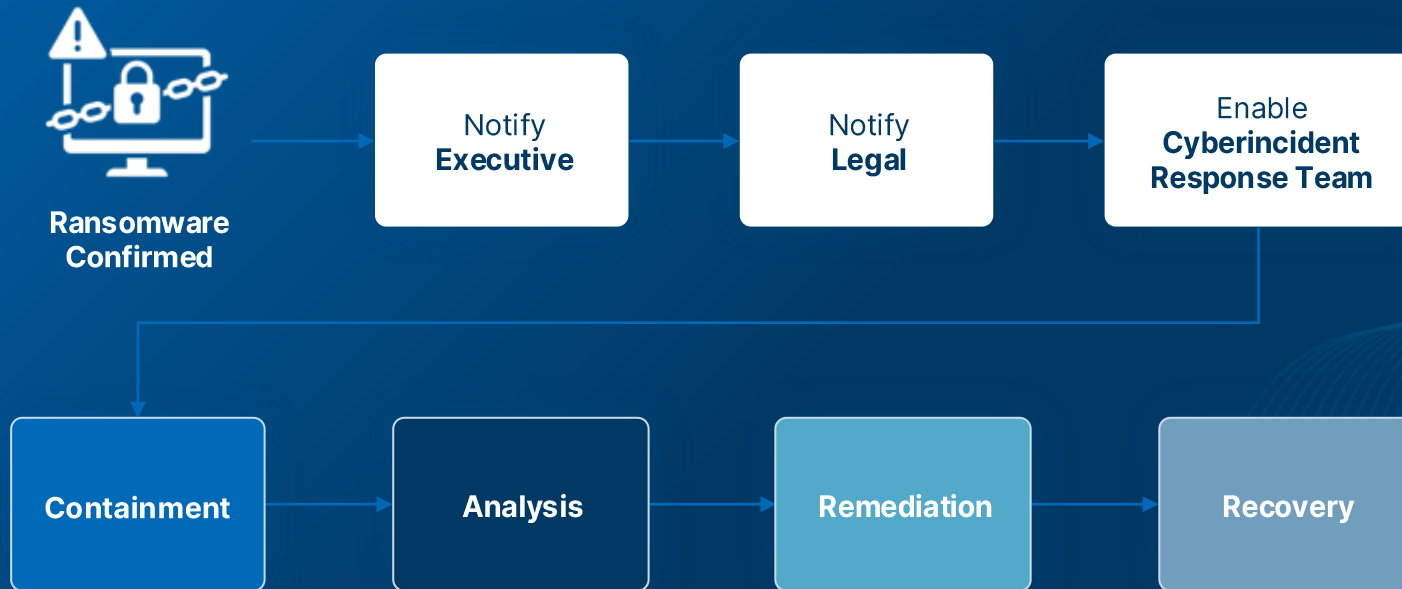 Ransomware
Confirmed
Notify
Executive
Notify
Legal
Enable
Cyberincident
Response Team
Containment
Analysis
Remediation
Recovery